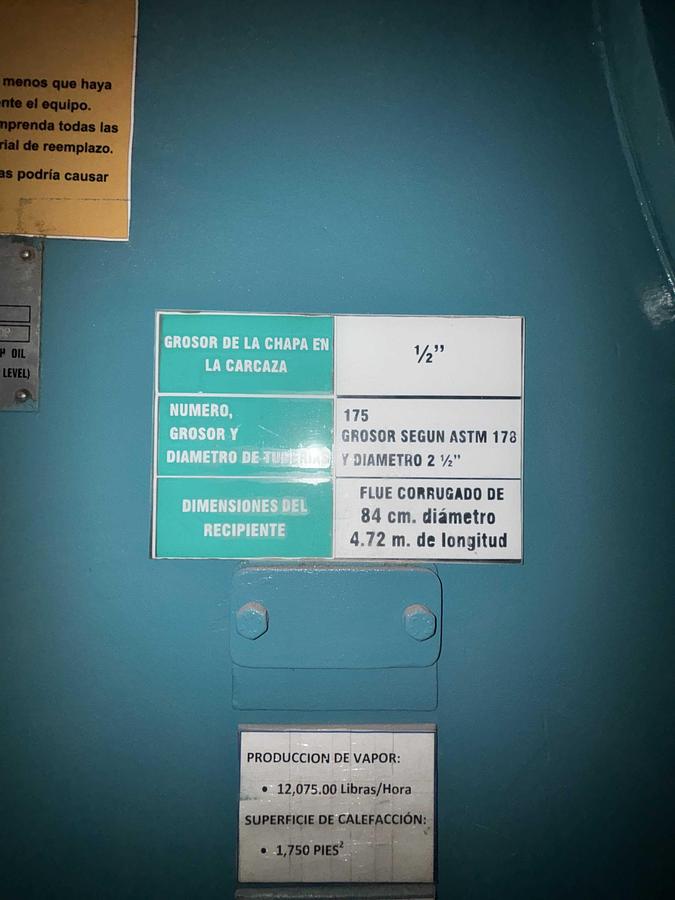 menos que haya
nte el equipo.
mprenda todas las
rial de reemplazo.
as podría causar
OIL
LEVEL)
GROSOR DE LA CHAPA EN
LA CARCAZA
½”
NUMERO,
GROSOR Y
DIAMETRO DE TUBERIAS
175
GROSOR SEGUN ASTM 178
Y DIAMETRO 2 ½”
DIMENSIONES DEL
RECIPIENTE
FLUE CORRUGADO DE
84 cm. diámetro
4.72 m. de longitud
PRODUCCION DE VAPOR:
• 12,075.00 Libras/Hora
SUPERFICIE DE CALEFACCIÓN:
• 1,750 PIES²